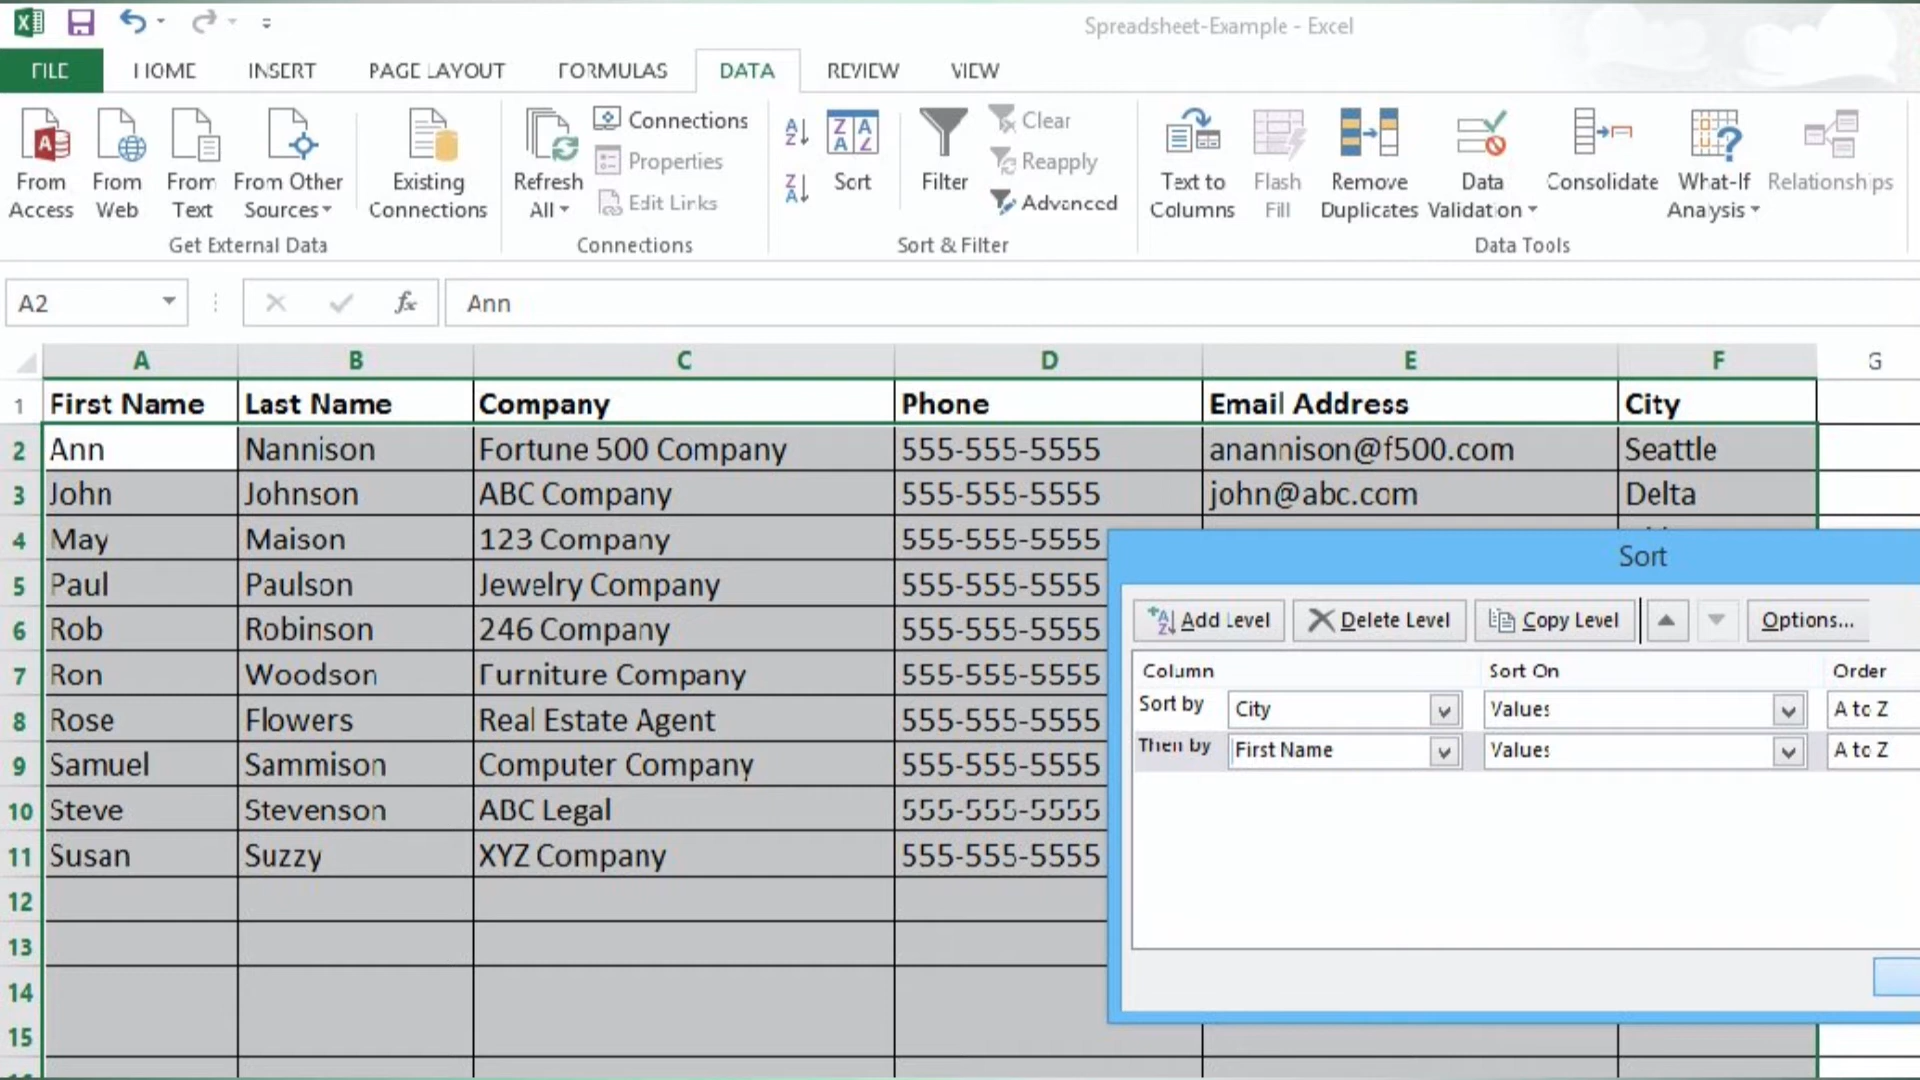 Spreadsheet-Example - Excel
FILE HOME INSERT PAGE LAYOUT FORMULAS DATA REVIEW VIEW
From Access From Web From Text From Other Sources Existing Connections Refresh All Connections Properties Edit Links Sort Filter Clear Reapply Advanced Text to Columns Flash Fill Remove Duplicates Data Validation Consolidate What-If Analysis Relationships
Get External Data Connections Sort & Filter Data Tools
A2 fx Ann
A B C D E F G
1 First Name Last Name Company Phone Email Address City
2 Ann Nannison Fortune 500 Company 555-555-5555 anannison@f500.com Seattle
3 John Johnson ABC Company 555-555-5555 john@abc.com Delta
4 May Maison 123 Company 555-555-5555
5 Paul Paulson Jewelry Company 555-555-5555
6 Rob Robinson 246 Company 555-555-5555
7 Ron Woodson Furniture Company 555-555-5555
8 Rose Flowers Real Estate Agent 555-555-5555
9 Samuel Sammison Computer Company 555-555-5555
10 Steve Stevenson ABC Legal 555-555-5555
11 Susan Suzzy XYZ Company 555-555-5555
12
13
14
15
Sort
Add Level Delete Level Copy Level Options...
Column Sort On Order
Sort by City Values A to Z
Then by First Name Values A to Z